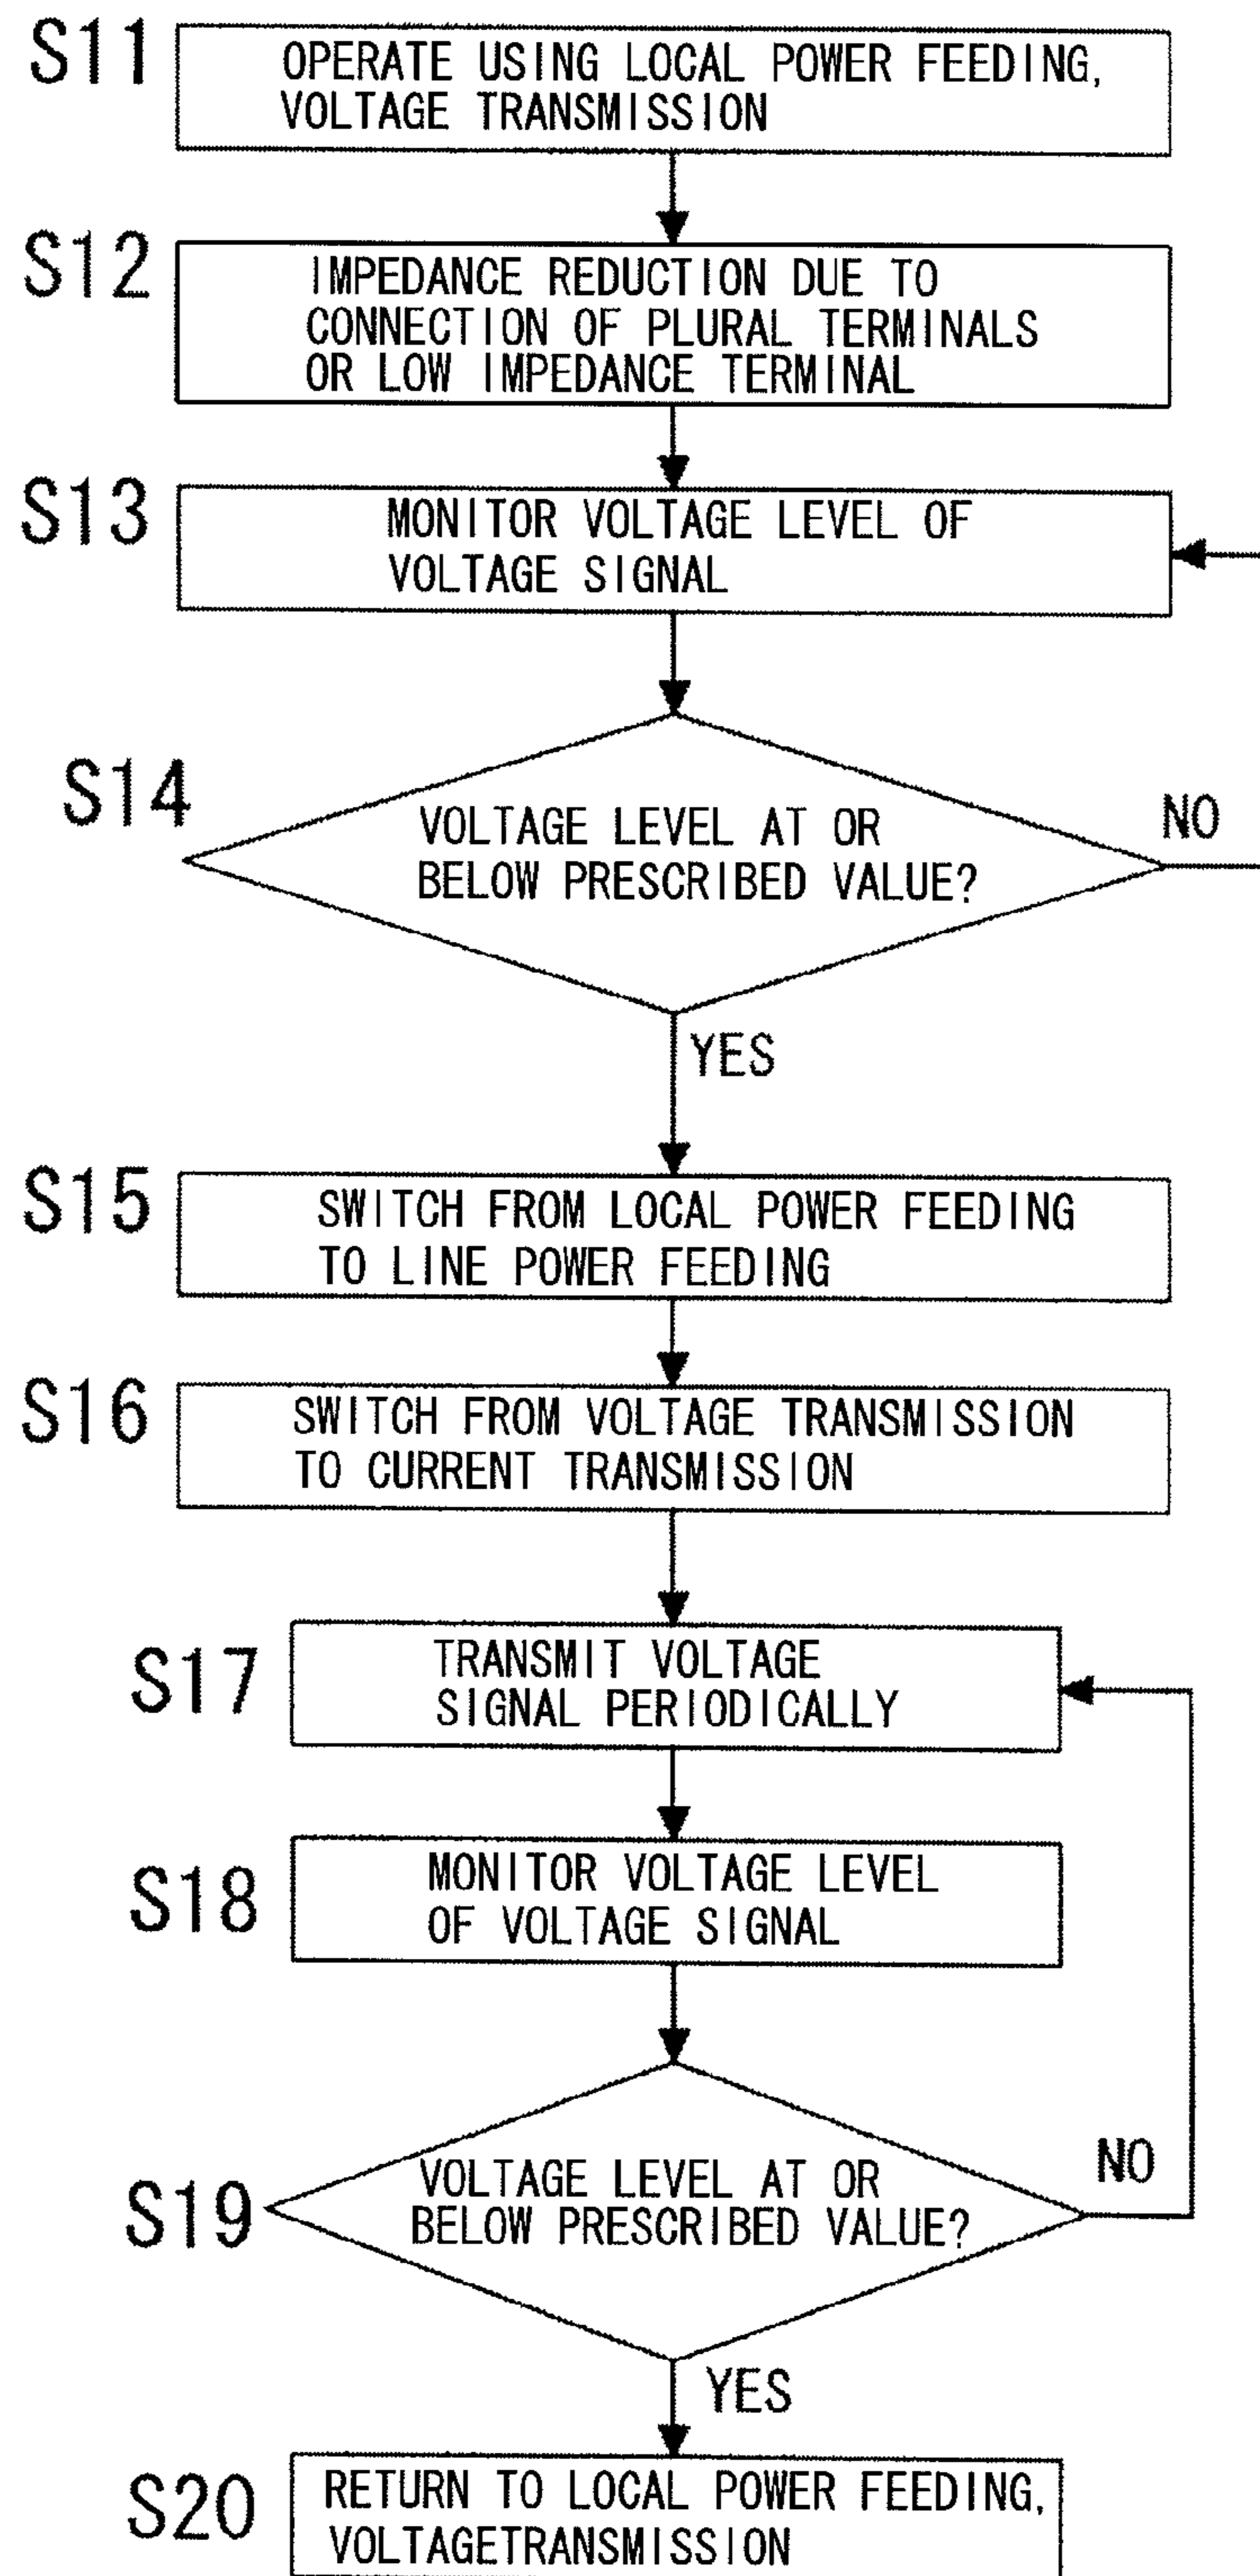 S11
OPERATE USING LOCAL POWER FEEDING,
VOLTAGE TRANSMISSION
S12
IMPEDANCE REDUCTION DUE TO
CONNECTION OF PLURAL TERMINALS
OR LOW IMPEDANCE TERMINAL
S13
MONITOR VOLTAGE LEVEL OF
VOLTAGE SIGNAL
S14
VOLTAGE LEVEL AT OR
BELOW PRESCRIBED VALUE?
NO
YES
S15
SWITCH FROM LOCAL POWER FEEDING
TO LINE POWER FEEDING
S16
SWITCH FROM VOLTAGE TRANSMISSION
TO CURRENT TRANSMISSION
S17
TRANSMIT VOLTAGE
SIGNAL PERIODICALLY
S18
MONITOR VOLTAGE LEVEL
OF VOLTAGE SIGNAL
S19
VOLTAGE LEVEL AT OR
BELOW PRESCRIBED VALUE?
NO
YES
S20
RETURN TO LOCAL POWER FEEDING,
VOLTAGETRANSMISSION